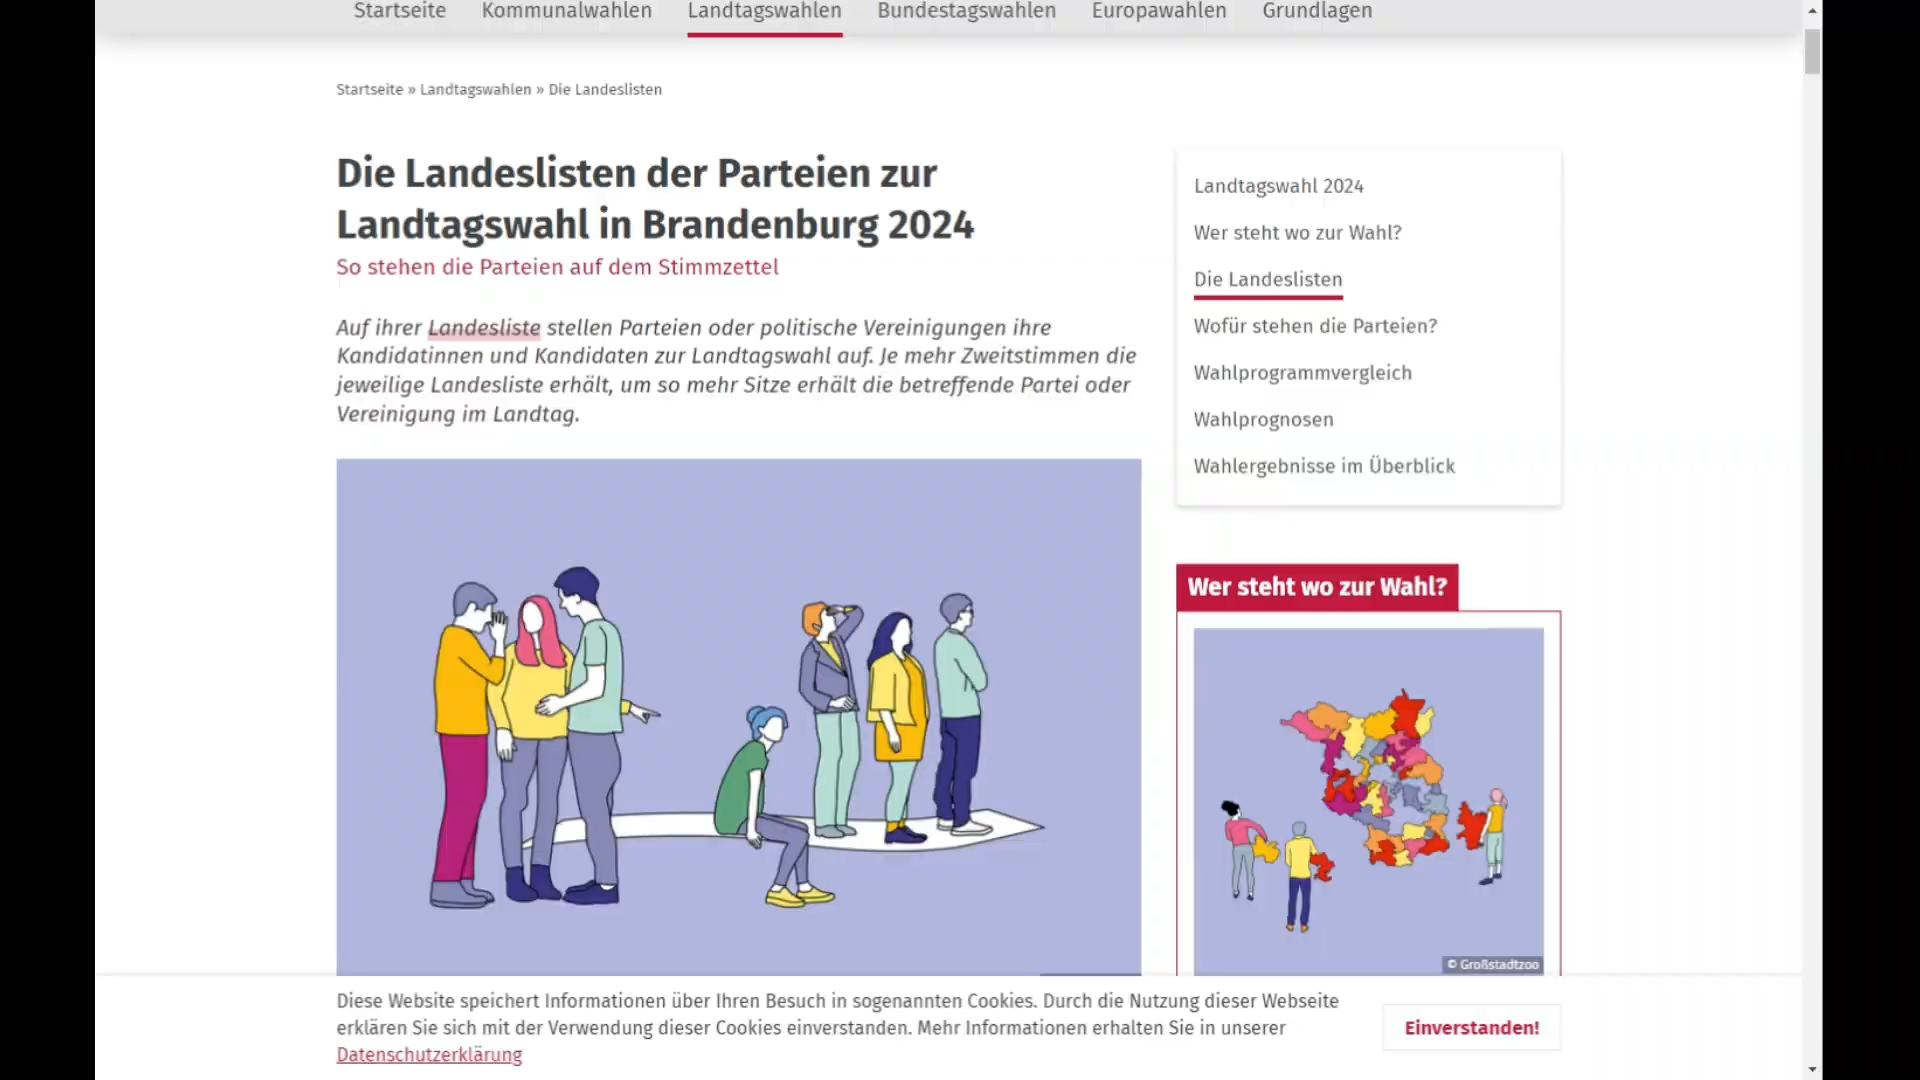 Startseite Kommunalwahlen Landtagswahlen Bundestagswahlen Europawahlen Grundlagen
Startseite » Landtagswahlen » Die Landeslisten
Die Landeslisten der Parteien zur
Landtagswahl in Brandenburg 2024
So stehen die Parteien auf dem Stimmzettel
Auf ihrer Landesliste stellen Parteien oder politische Vereinigungen ihre
Kandidatinnen und Kandidaten zur Landtagswahl auf. Je mehr Zweitstimmen die
jeweilige Landesliste erhält, um so mehr Sitze erhält die betreffende Partei oder
Vereinigung im Landtag.
Landtagswahl 2024
Wer steht wo zur Wahl?
Die Landeslisten
Wofür stehen die Parteien?
Wahlprogrammvergleich
Wahlprognosen
Wahlergebnisse im Überblick
Wer steht wo zur Wahl?
© Großstadtzoo
Diese Website speichert Informationen über Ihren Besuch in sogenannten Cookies. Durch die Nutzung dieser Webseite
erklären Sie sich mit der Verwendung dieser Cookies einverstanden. Mehr Informationen erhalten Sie in unserer
Datenschutzerklärung
Einverstanden!